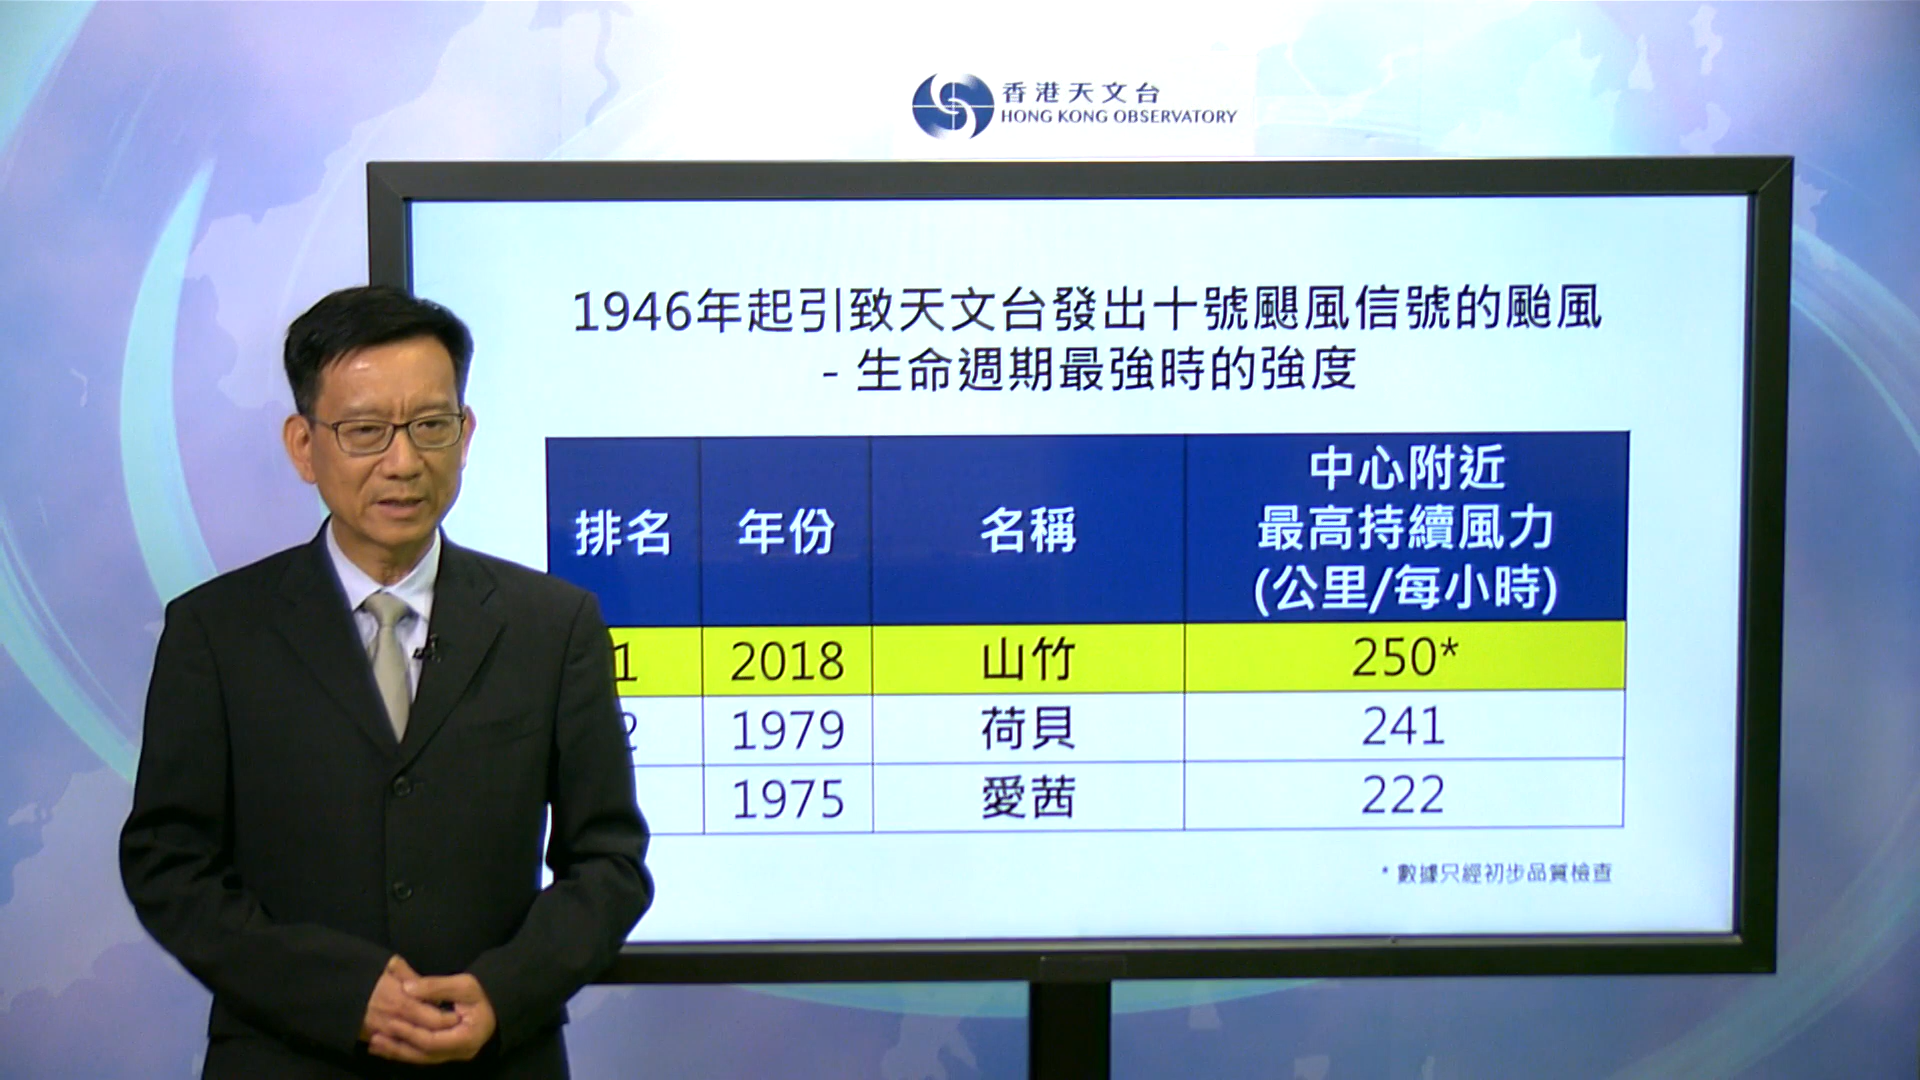 香港天文台
HONG KONG OBSERVATORY
1946年起引致天文台發出十號颶風信號的颱風
- 生命週期最強時的強度
排名 年份 名稱 中心附近
最高持續風力
(公里/每小時)
1 2018 山竹 250*
2 1979 荷貝 241
1975 愛茜 222
* 數據只經初步品質檢查